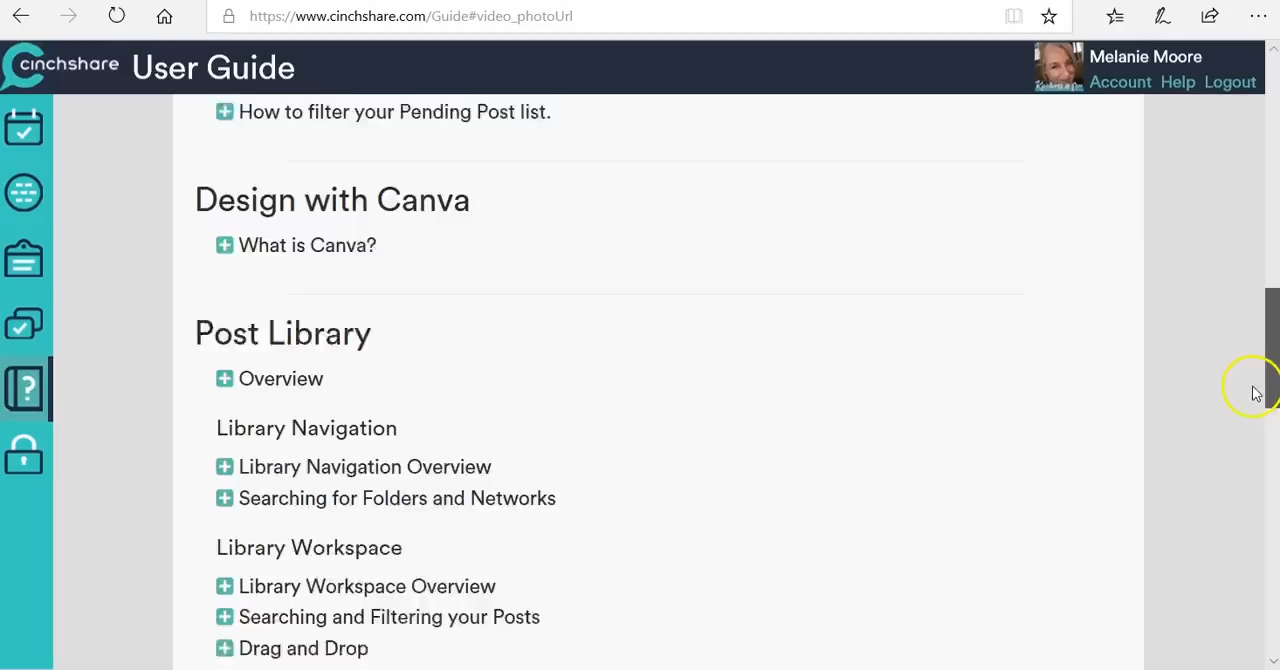 https://www.cinchshare.com/Guide#video_photoUrl
cinchshare User Guide
Melanie Moore
Account Help Logout
How to filter your Pending Post list.
Design with Canva
What is Canva?
Post Library
Overview
Library Navigation
Library Navigation Overview
Searching for Folders and Networks
Library Workspace
Library Workspace Overview
Searching and Filtering your Posts
Drag and Drop